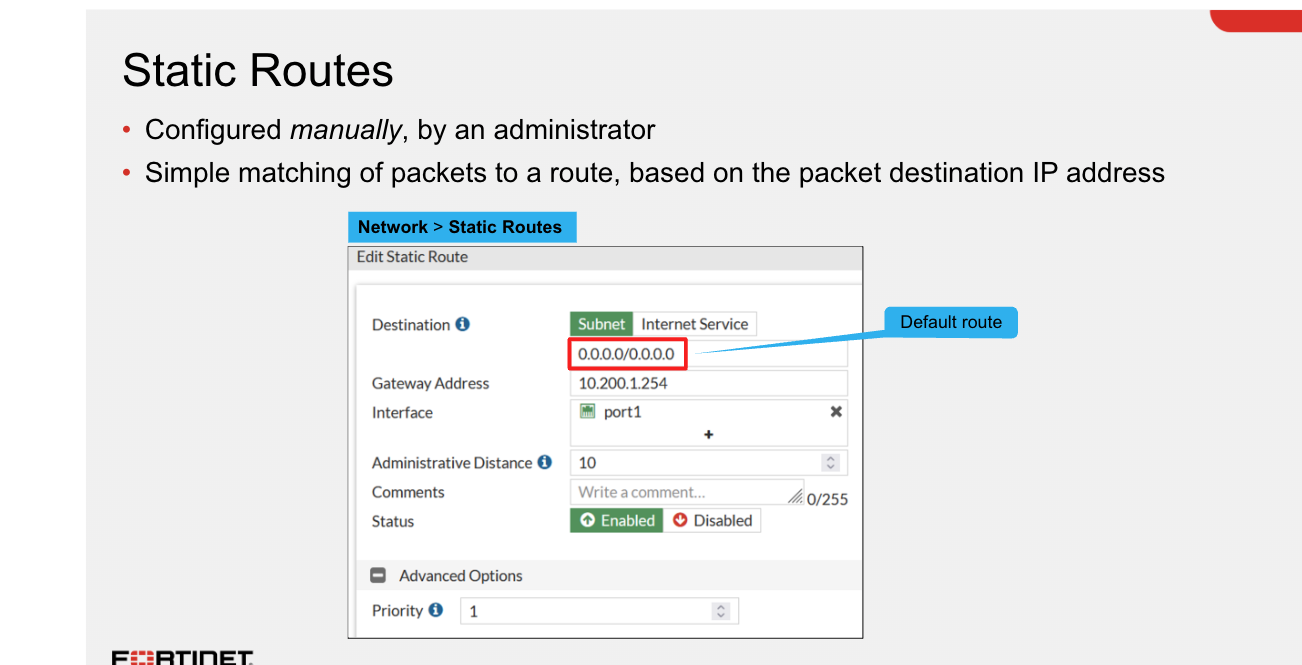 Static Routes
• Configured manually, by an administrator
• Simple matching of packets to a route, based on the packet destination IP address
Network > Static Routes
Edit Static Route
Destination
Subnet Internet Service
Default route
0.0.0.0/0.0.0.0
Gateway Address 10.200.1.254
Interface port1
+
Administrative Distance 10
Comments Write a comment... 0/255
Status Enabled Disabled
Advanced Options
Priority 1
FORTINET